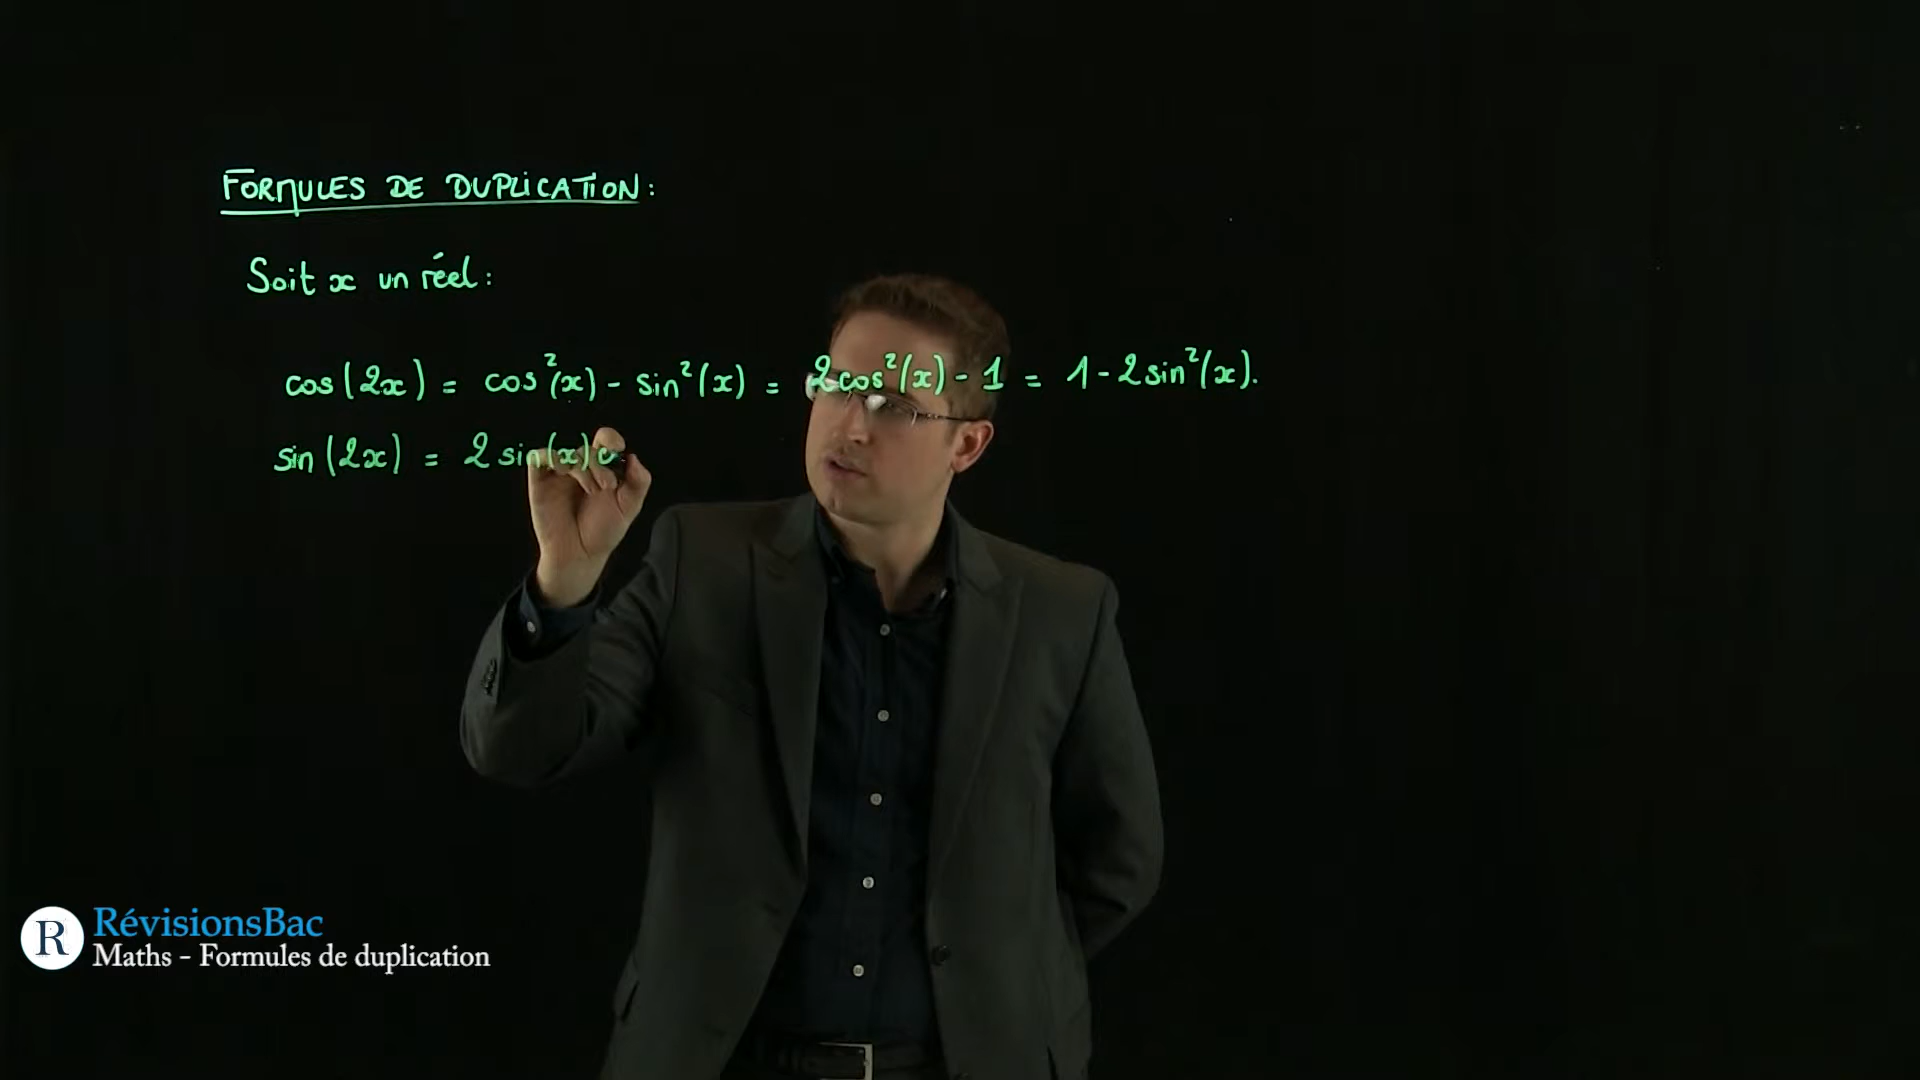 FORMULES DE DUPLICATION :
Soit x un réel :
cos(2x) = cos²(x) - sin²(x) = 2cos²(x) - 1 = 1 - 2sin²(x).
sin(2x) = 2 sin(x) c
R RévisionsBac
Maths - Formules de duplication